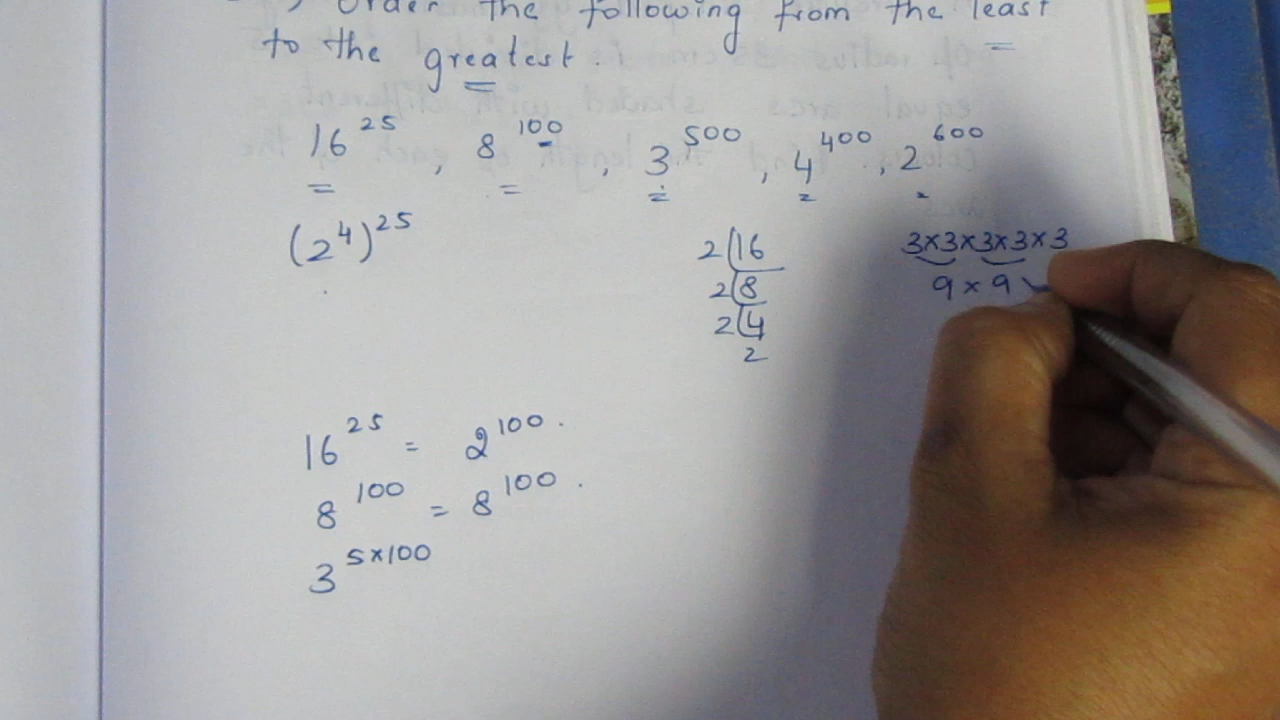 Order the following from the least
to the greatest.
16^25, 8^100, 3^500, 4^400, 2^600
(2^4)^25
2 16
2 8
2 4
2
3×3×3×3×3
9×9
16^25 = 2^100.
8^100 = 8^100.
3^5×100